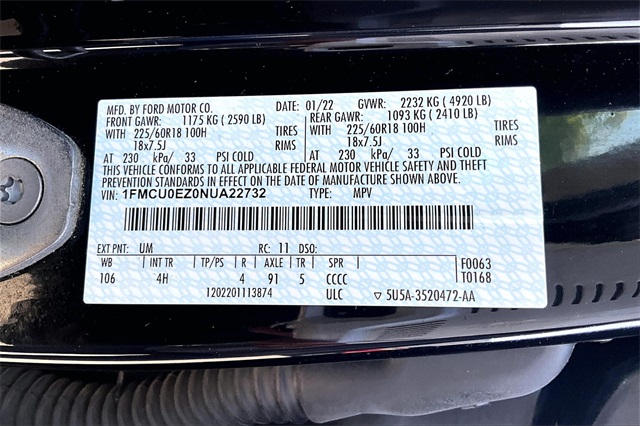 MFD. BY FORD MOTOR CO. DATE: 01/22 GVWR: 2232 KG ( 4920 LB)
FRONT GAWR: 1175 KG ( 2590 LB) REAR GAWR: 1093 KG ( 2410 LB)
WITH 225/60R18 100H TIRES WITH 225/60R18 100H TIRES
18x7.5J RIMS 18x7.5J RIMS
AT 230 kPa/ 33 PSI COLD AT 230 kPa/ 33 PSI COLD
THIS VEHICLE CONFORMS TO ALL APPLICABLE FEDERAL MOTOR VEHICLE SAFETY AND THEFT
PREVENTION STANDARDS IN EFFECT ON THE DATE OF MANUFACTURE SHOWN ABOVE.
VIN: 1FMCU0EZ0NUA22732 TYPE: MPV
EXT PNT: UM RC: 11 DSO: F0063
WB INT TR TP/PS R AXLE TR SPR T0168
106 4H 4 91 5 CCCC
1202201113874 ULC ▽ 5U5A-3520472-AA